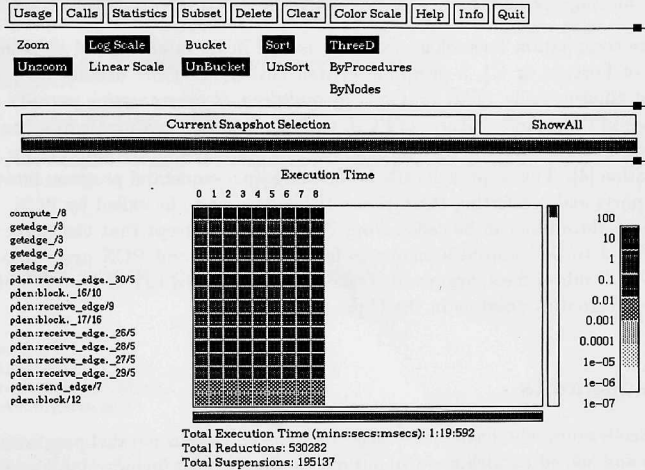 Usage Calls Statistics Subset Delete Clear Color Scale Help Info Quit
Zoom Log Scale Bucket Sort ThreeD
Unzoom Linear Scale UnBucket UnSort ByProcedures
ByNodes
Current Snapshot Selection ShowAll
Execution Time
0 1 2 3 4 5 6 7 8
compute_/8
getedge_/3
getedge_/3
getedge_/3
getedge_/3
pden:receive_edge._30/5
pden:block._16/10
pden:receive_edge/9
pden:block._17/16
pden:receive_edge._26/5
pden:receive_edge._28/5
pden:receive_edge._27/5
pden:receive_edge._29/5
pden:send_edge/7
pden:block/12
100
10
1
0.1
0.01
0.001
0.0001
1e-05
1e-06
1e-07
Total Execution Time (mins:secs:msecs): 1:19:592
Total Reductions: 530282
Total Suspensions: 195137